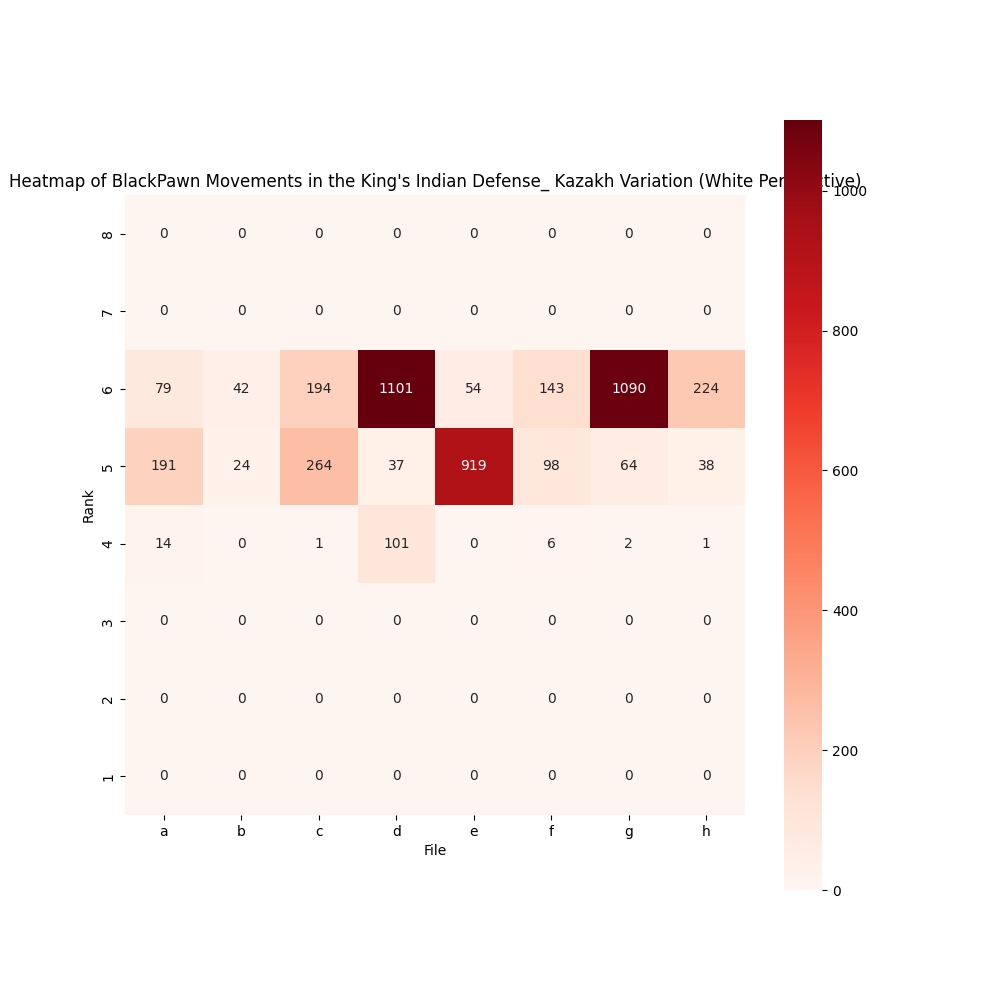 Heatmap of BlackPawn Movements in the King's Indian Defense_ Kazakh Variation (White Perspective)
1000
8 0 0 0 0 0 0 0 0
7 0 0 0 0 0 0 0 0
800
6 79 42 194 1101 54 143 1090 224
5 191 24 264 37 919 98 64 38
600
Rank
4 14 0 1 101 0 6 2 1
400
3 0 0 0 0 0 0 0 0
2 0 0 0 0 0 0 0 0
200
1 0 0 0 0 0 0 0 0
a b c d e f g h
File
0